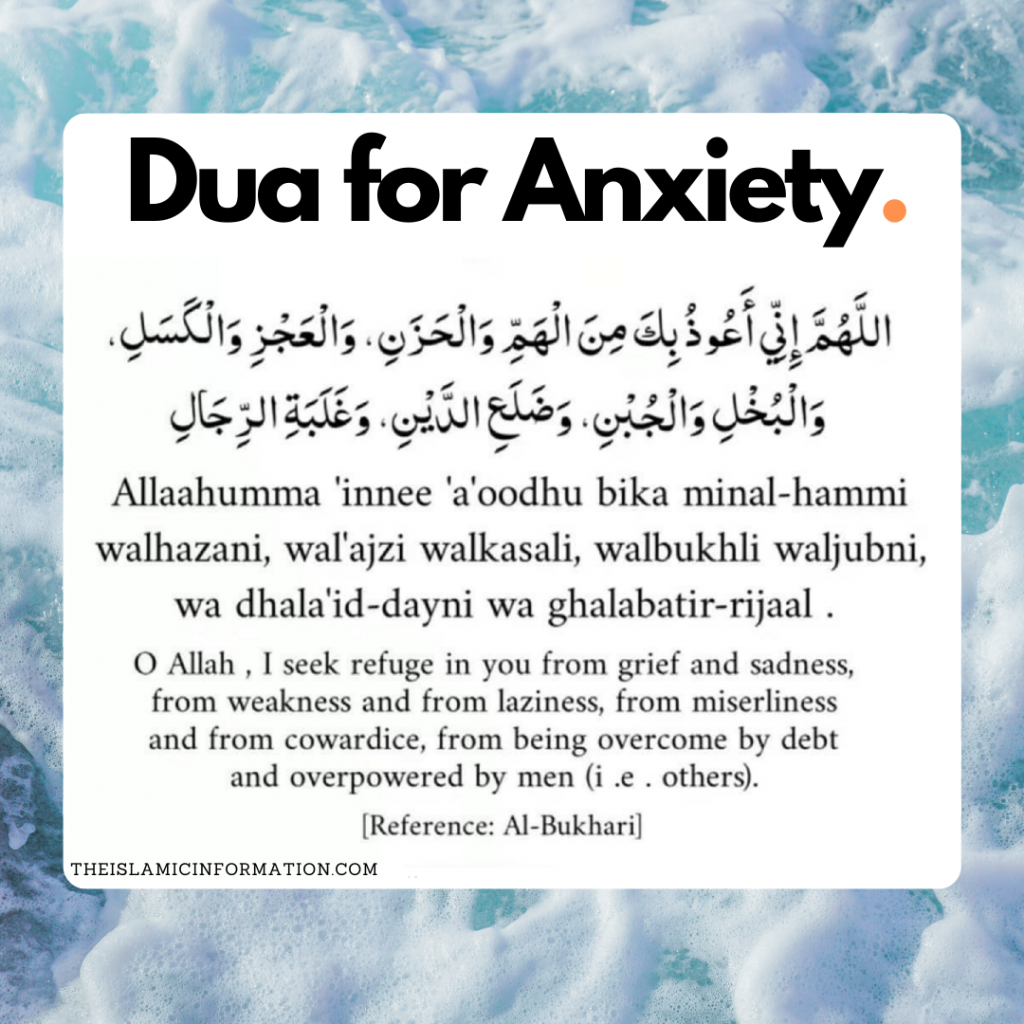 Dua for Anxiety.
اللَّهُمَّ إِنِّي أَعُوذُ بِكَ مِنَ الْهَمِّ وَالْحَزَنِ، وَالْعَجْزِ وَالْكَسَلِ،
وَالْبُخْلِ وَالْجُبْنِ، وَضَلَعِ الدَّيْنِ، وَغَلَبَةِ الرِّجَالِ
Allaahumma 'innee 'a'oodhu bika minal-hammi
walhazani, wal'ajzi walkasali, walbukhli waljubni,
wa dhala'id-dayni wa ghalabatir-rijaal .
O Allah , I seek refuge in you from grief and sadness,
from weakness and from laziness, from miserliness
and from cowardice, from being overcome by debt
and overpowered by men (i .e . others).
[Reference: Al-Bukhari]
THEISLAMICINFORMATION.COM